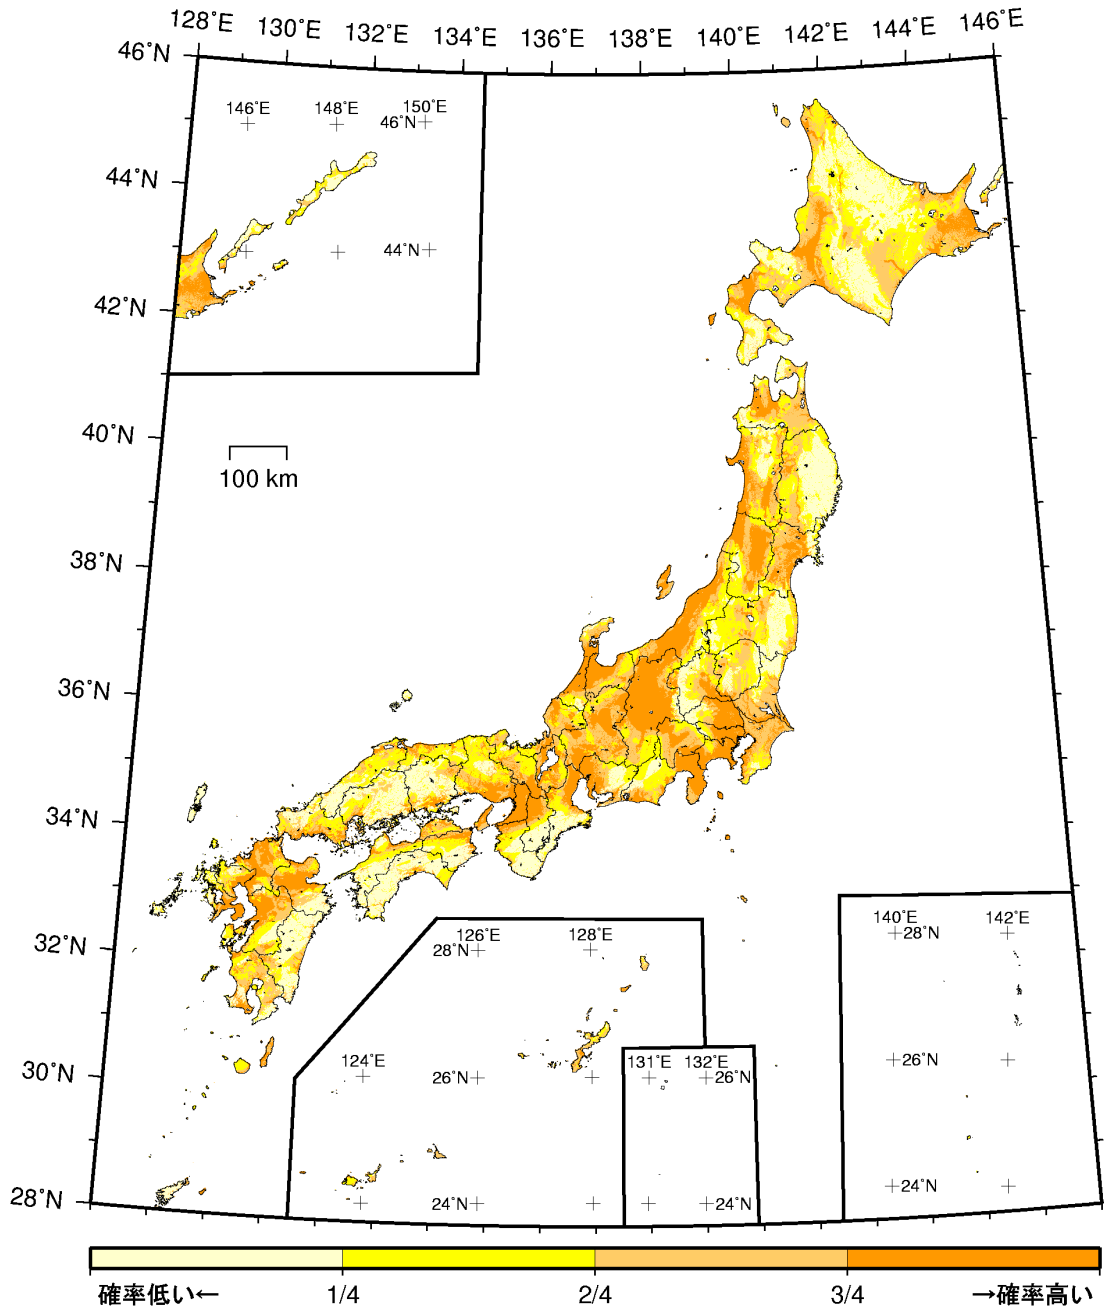 128°E 130°E 132°E 134°E 136°E 138°E 140°E 142°E 144°E 146°E
46°N
146°E 148°E 150°E
46°N
44°N
44°N
42°N
40°N
100 km
38°N
36°N
34°N
32°N
126°E 128°E
28°N
140°E 142°E
28°N
124°E
131°E 132°E
30°N
26°N
26°N
26°N
28°N
24°N
24°N
24°N
確率低い← 1/4 2/4 3/4 →確率高い